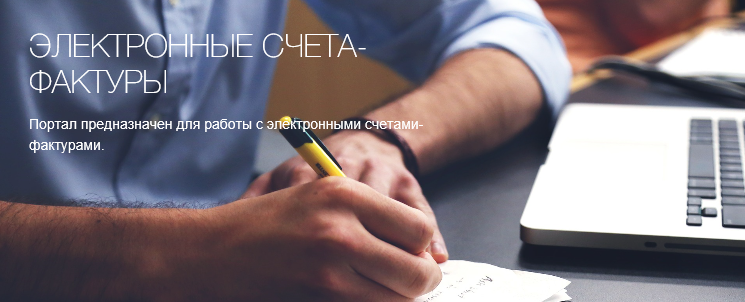 ЭЛЕКТРОННЫЕ СЧЕТА-
ФАКТУРЫ
Портал предназначен для работы с электронными счетами-
фактурами.